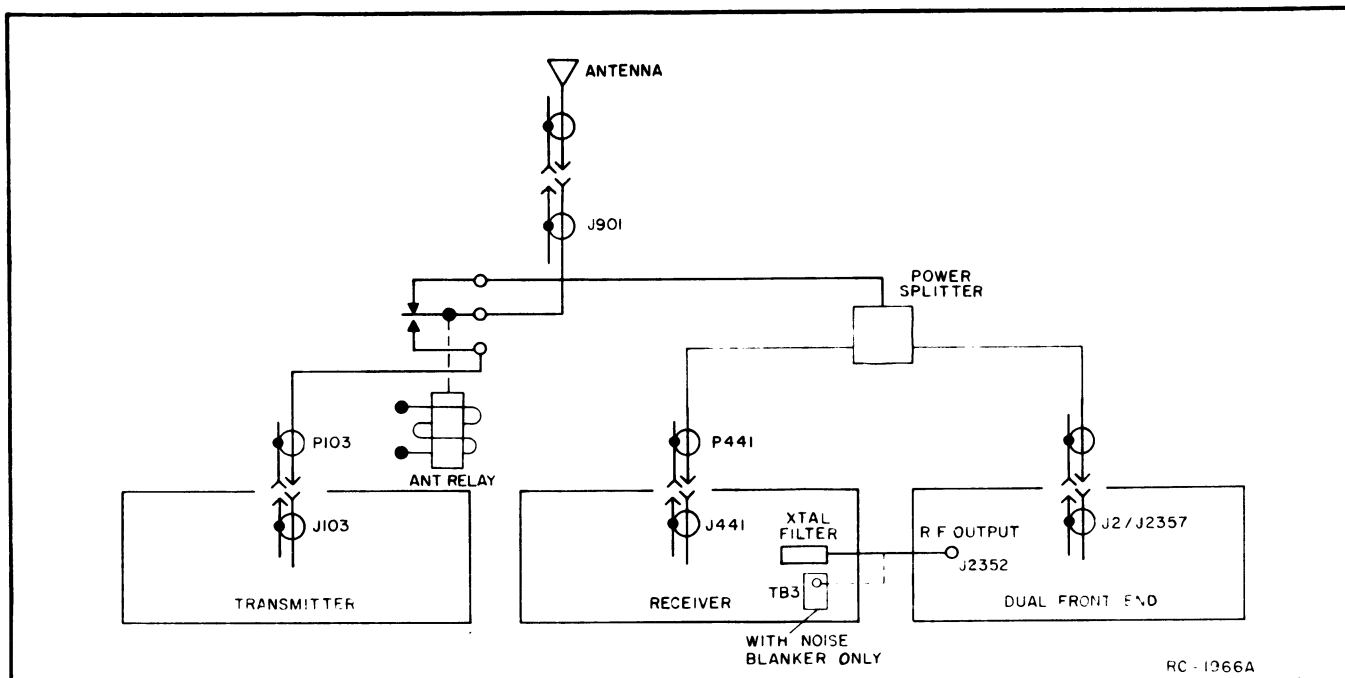 ANTENNA
J901
POWER
SPLITTER
P103
ANT RELAY
P441
J103
J441
XTAL
FILTER
R F OUTPUT
J2/J2357
J2352
TB3
TRANSMITTER
RECEIVER
DUAL FRONT END
WITH NOISE
BLANKER ONLY
RC-1966A